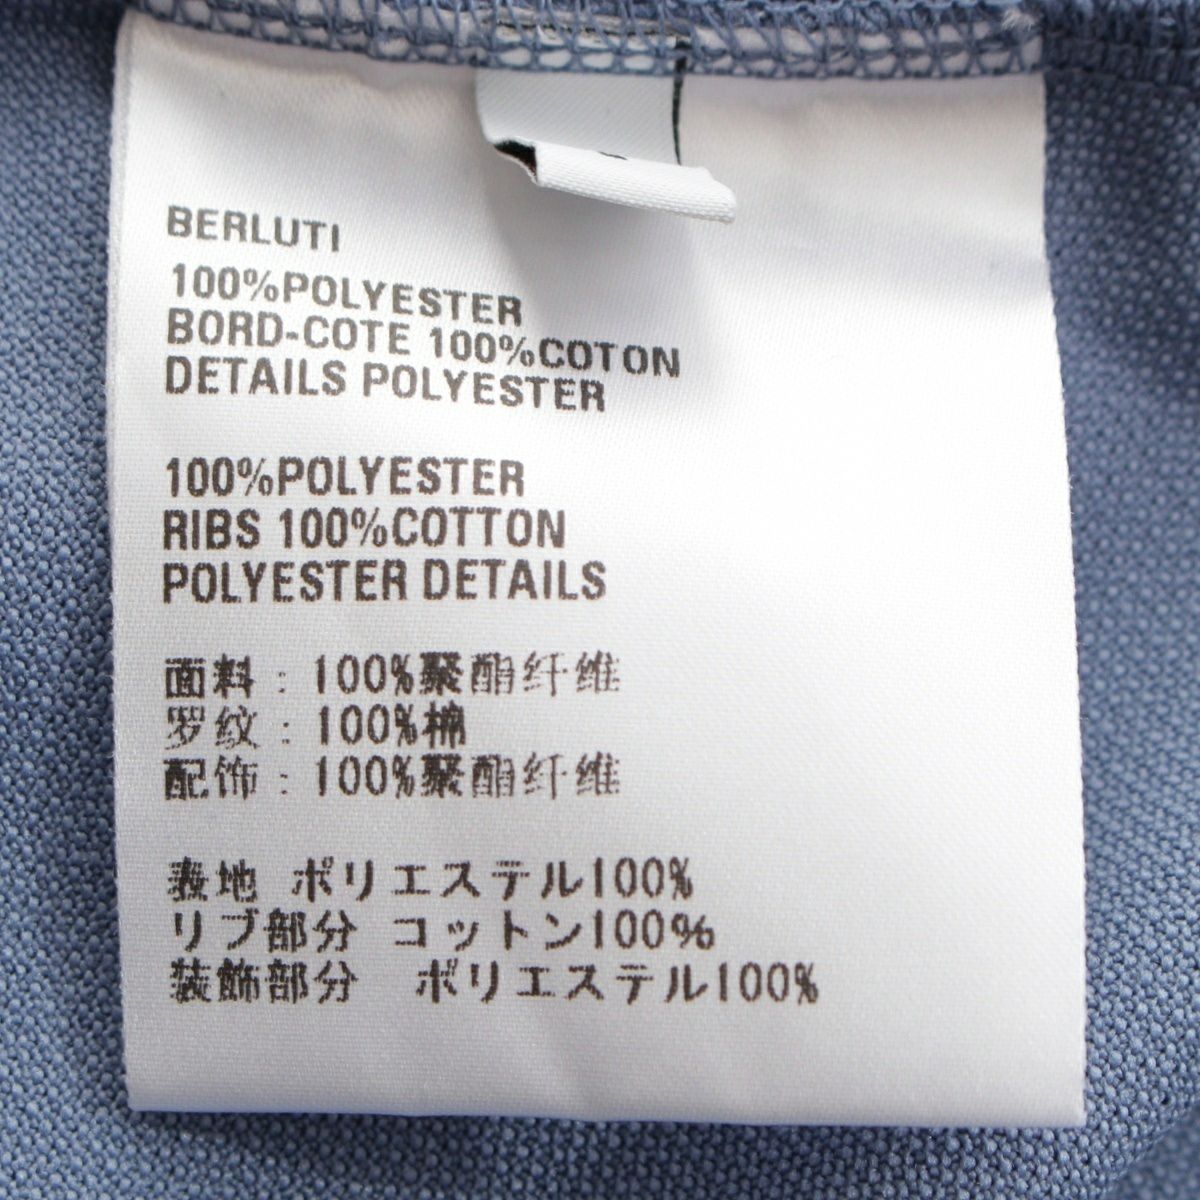 BERLUTI
100%POLYESTER
BORD-COTE 100%COTON
DETAILS POLYESTER
100%POLYESTER
RIBS 100%COTTON
POLYESTER DETAILS
面料 : 100%聚酯纤维
罗纹 : 100%棉
配饰 : 100%聚酯纤维
表地 ポリエステル100%
リブ部分 コットン100%
装飾部分 ポリエステル100%